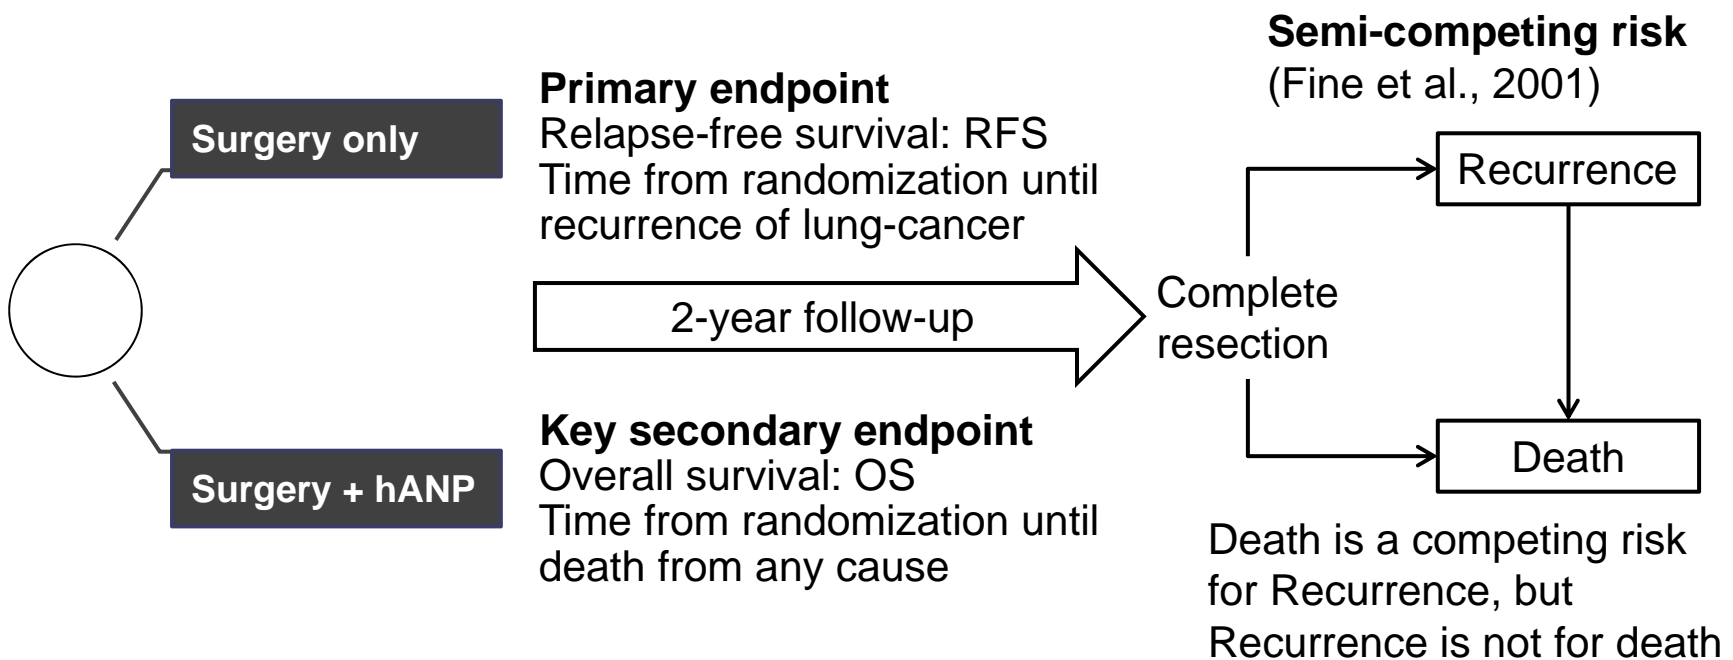 Surgery only
Surgery + hANP
Primary endpoint
Relapse-free survival: RFS
Time from randomization until
recurrence of lung-cancer
2-year follow-up
Key secondary endpoint
Overall survival: OS
Time from randomization until
death from any cause
Semi-competing risk
(Fine et al., 2001)
Recurrence
Complete
resection
Death
Death is a competing risk
for Recurrence, but
Recurrence is not for death